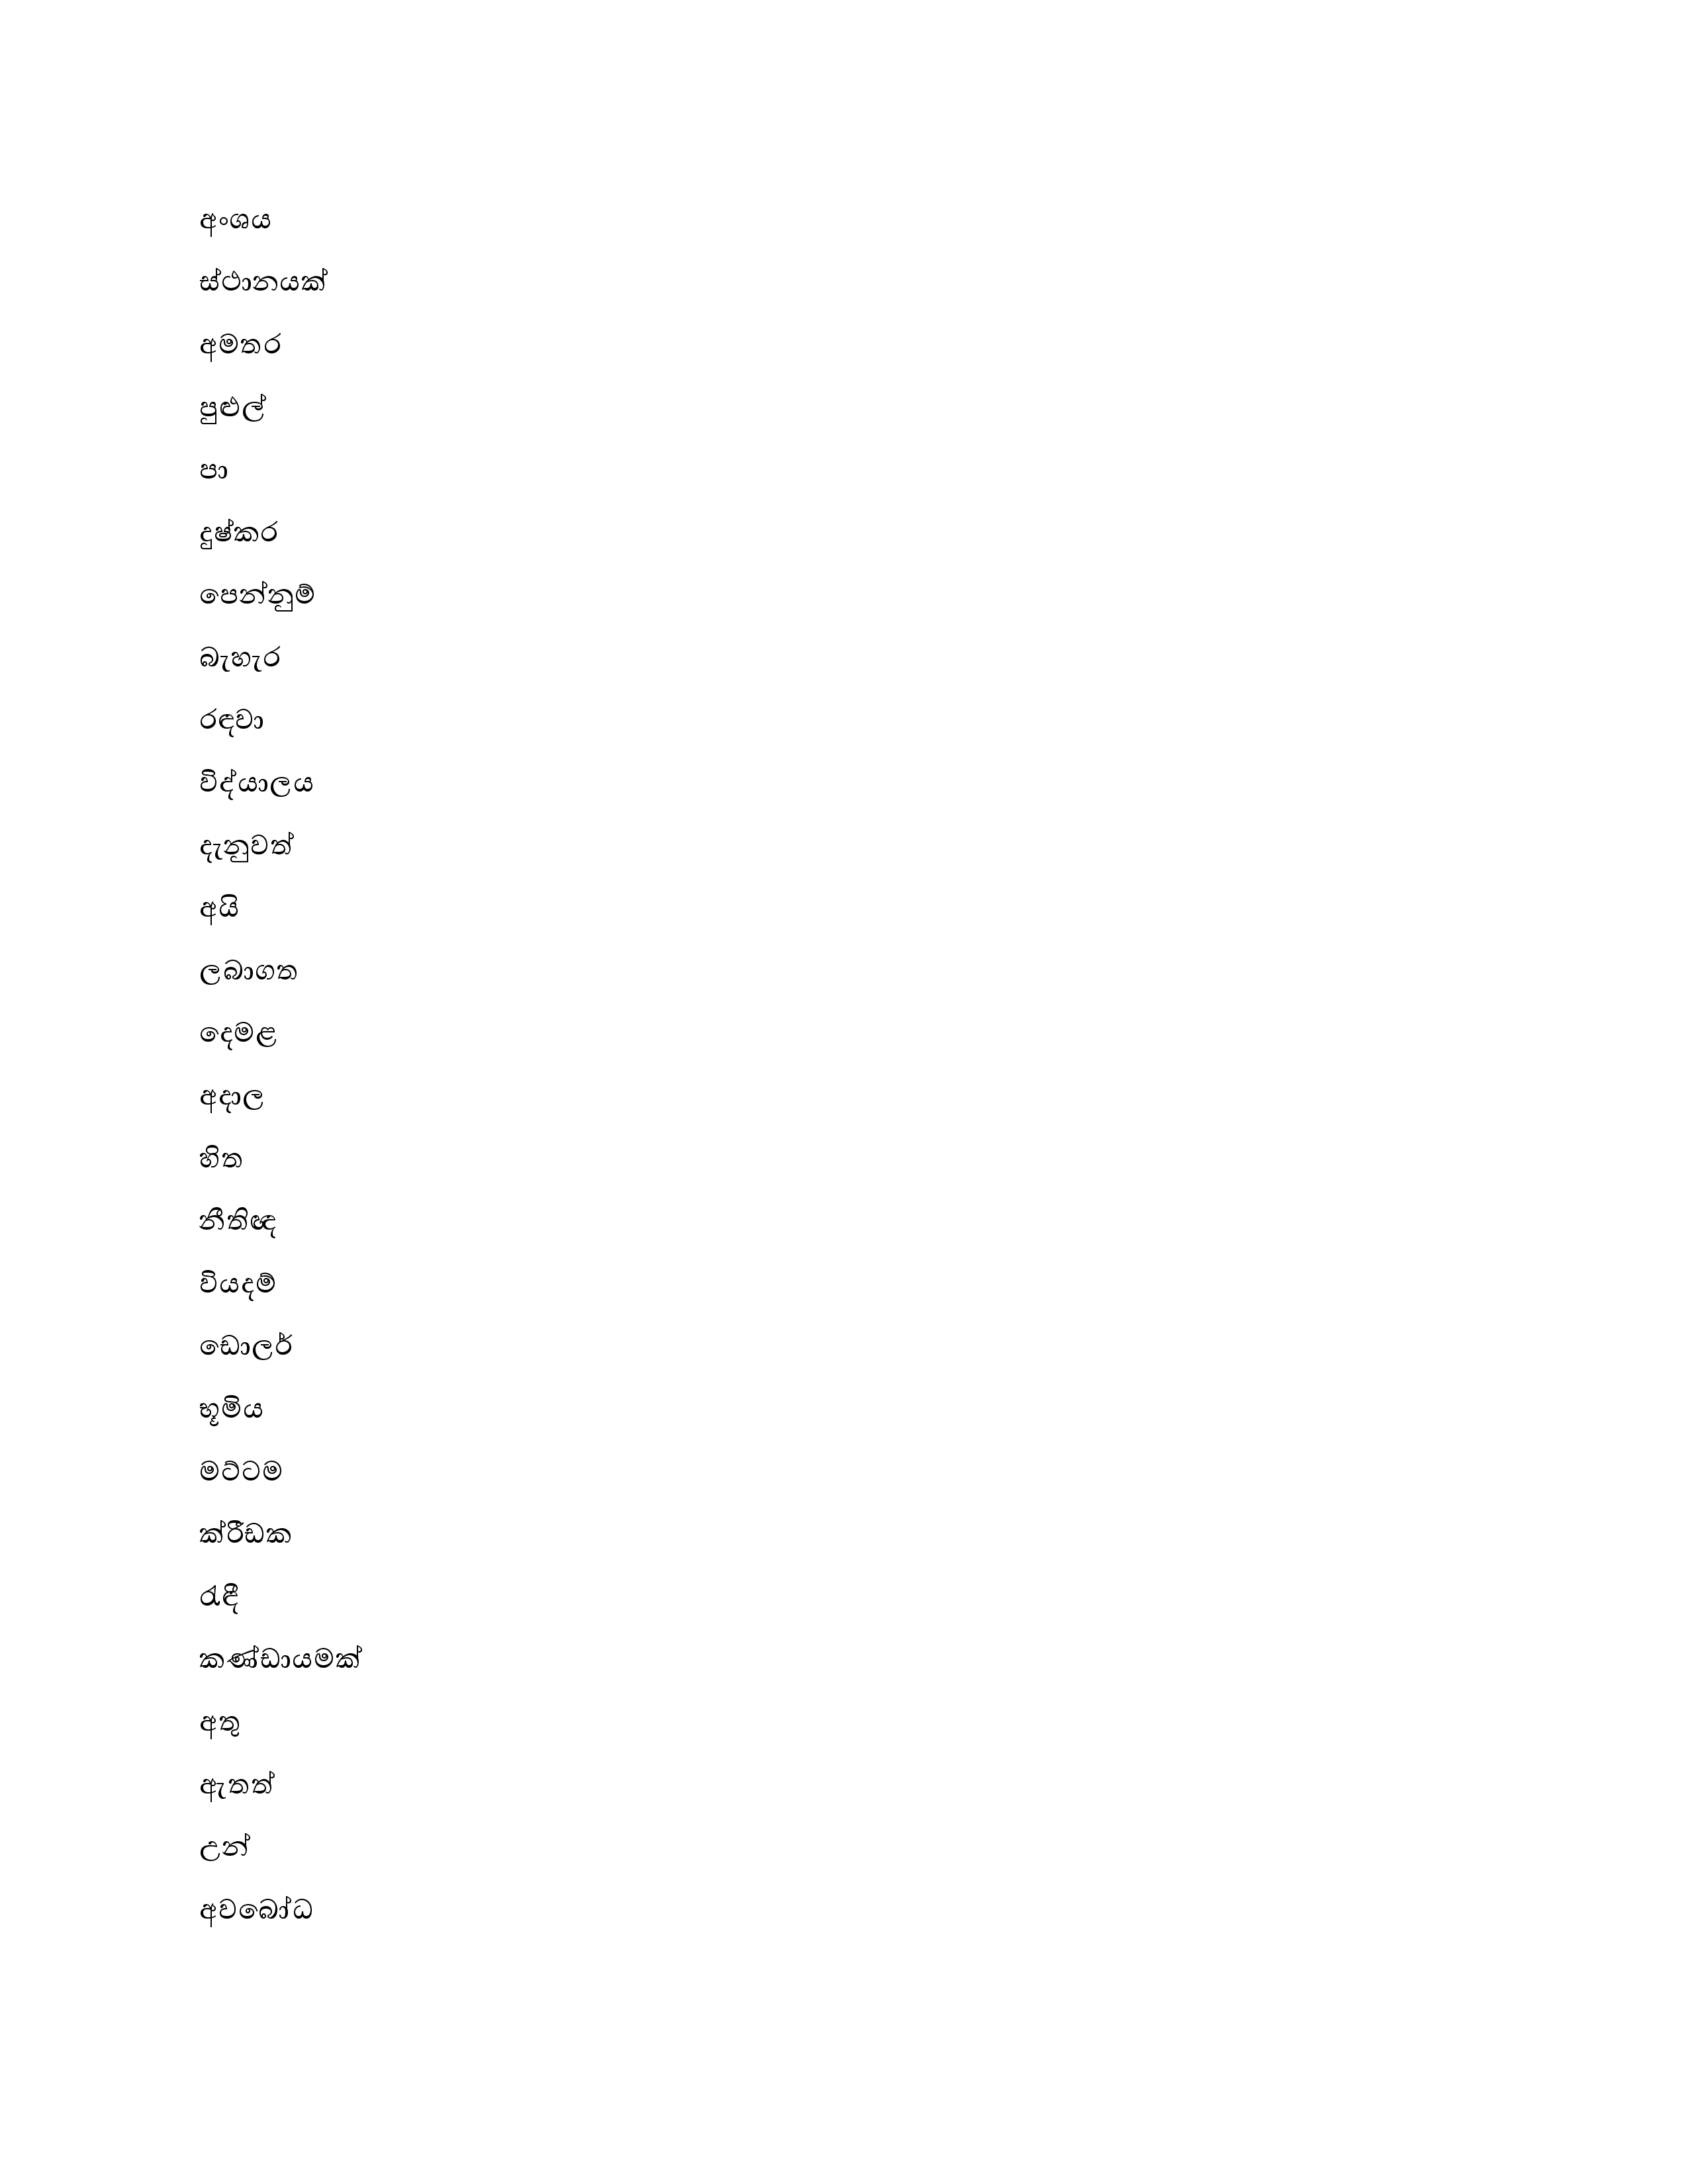 අංශය
ස්ථානයක්
අමතර
පුළුල්
පා
දුෂ්කර
පෙන්නුම්
බැහැර
රඳවා
විද්යාලය
දැනුවත්
අයි
ලබාගත
දෙමළ
අදාල
හිත
නීතිඥ
වියදම්
ඩොලර්
භූමිය
මට්ටම
ක්රීඩක
රැඳී
කණ්ඩායමක්
අතු
ඇතත්
උන්
අවබෝධ